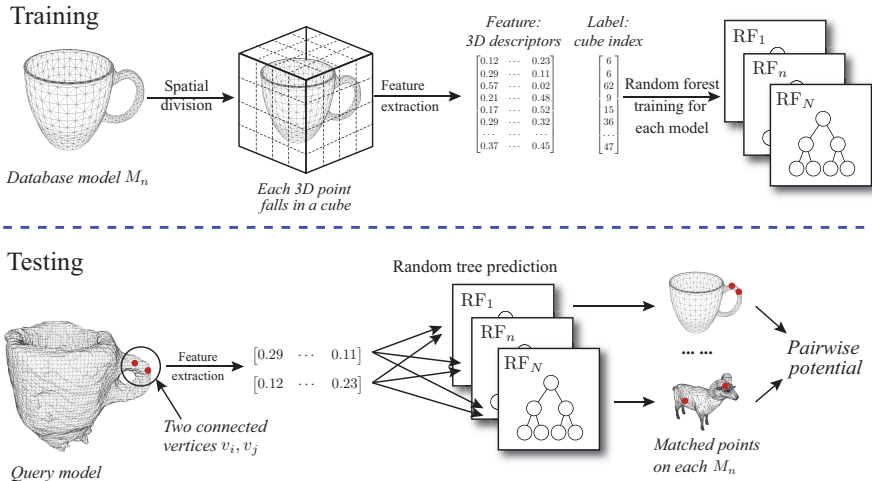 Training
Feature:
3D descriptors
Label:
cube index
Spatial
division
Feature
extraction
[0.12 ⋯ 0.23]
[0.29 ⋯ 0.11]
[0.57 ⋯ 0.02]
[0.21 ⋯ 0.48]
[0.17 ⋯ 0.52]
[0.29 ⋯ 0.32]
[⋯ ⋯ ⋯]
[0.37 ⋯ 0.45]
[6]
[6]
[62]
[9]
[15]
[36]
[⋯]
[47]
Random forest
training for
each model
RF₁
RFₙ
RF_N
Database model Mₙ
Each 3D point
falls in a cube
Testing
Random tree prediction
Feature
extraction
[0.29 ⋯ 0.11]
[0.12 ⋯ 0.23]
RF₁
RFₙ
RF_N
... ...
Pairwise
potential
Two connected
vertices vᵢ, vⱼ
Query model
Matched points
on each Mₙ